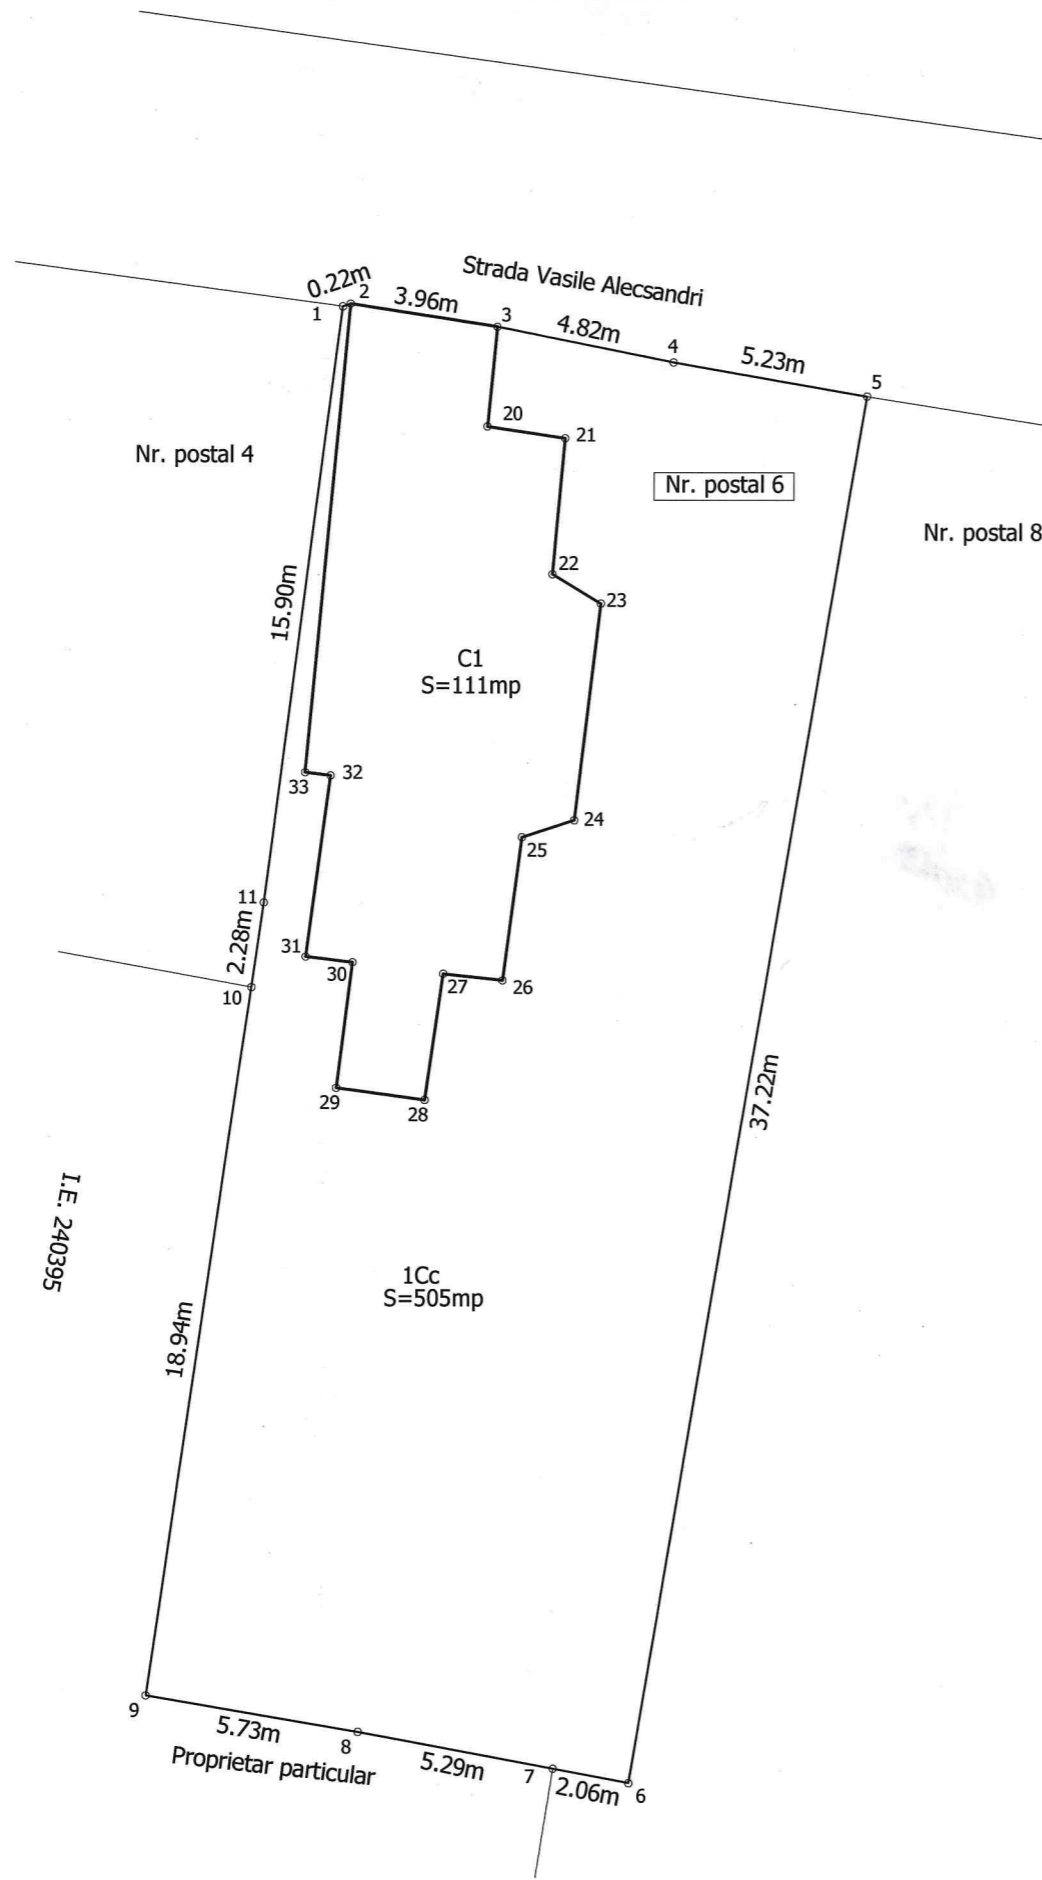 Strada Vasile Alecsandri
0.22m
1
2
3.96m
3
4.82m
4
5.23m
5
20
21
Nr. postal 4
Nr. postal 6
Nr. postal 8
22
23
15.90m
C1
S=111mp
33
32
24
25
11
2.28m
31
30
27
26
10
29
28
37.22m
I.E. 240395
1Cc
S=505mp
18.94m
9
5.73m
8
5.29m
7
2.06m
6
Proprietar particular